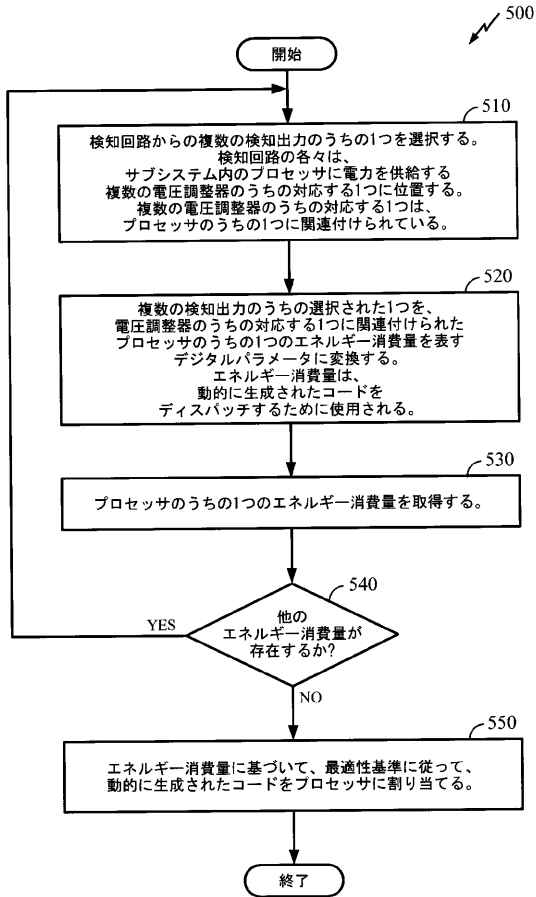 500
開始
510
検知回路からの複数の検知出力のうちの1つを選択する。
検知回路の各々は、
サブシステム内のプロセッサに電力を供給する
複数の電圧調整器のうちの対応する1つに位置する。
複数の電圧調整器のうちの対応する1つは、
プロセッサのうちの1つに関連付けられている。
520
複数の検知出力のうちの選択された1つを、
電圧調整器のうちの対応する1つに関連付けられた
プロセッサのうちの1つのエネルギー消費量を表す
デジタルパラメータに変換する。
エネルギー消費量は、
動的に生成されたコードを
ディスパッチするために使用される。
530
プロセッサのうちの1つのエネルギー消費量を取得する。
540
他の
エネルギー消費量が
存在するか?
YES
NO
550
エネルギー消費量に基づいて、最適性基準に従って、
動的に生成されたコードをプロセッサに割り当てる。
終了